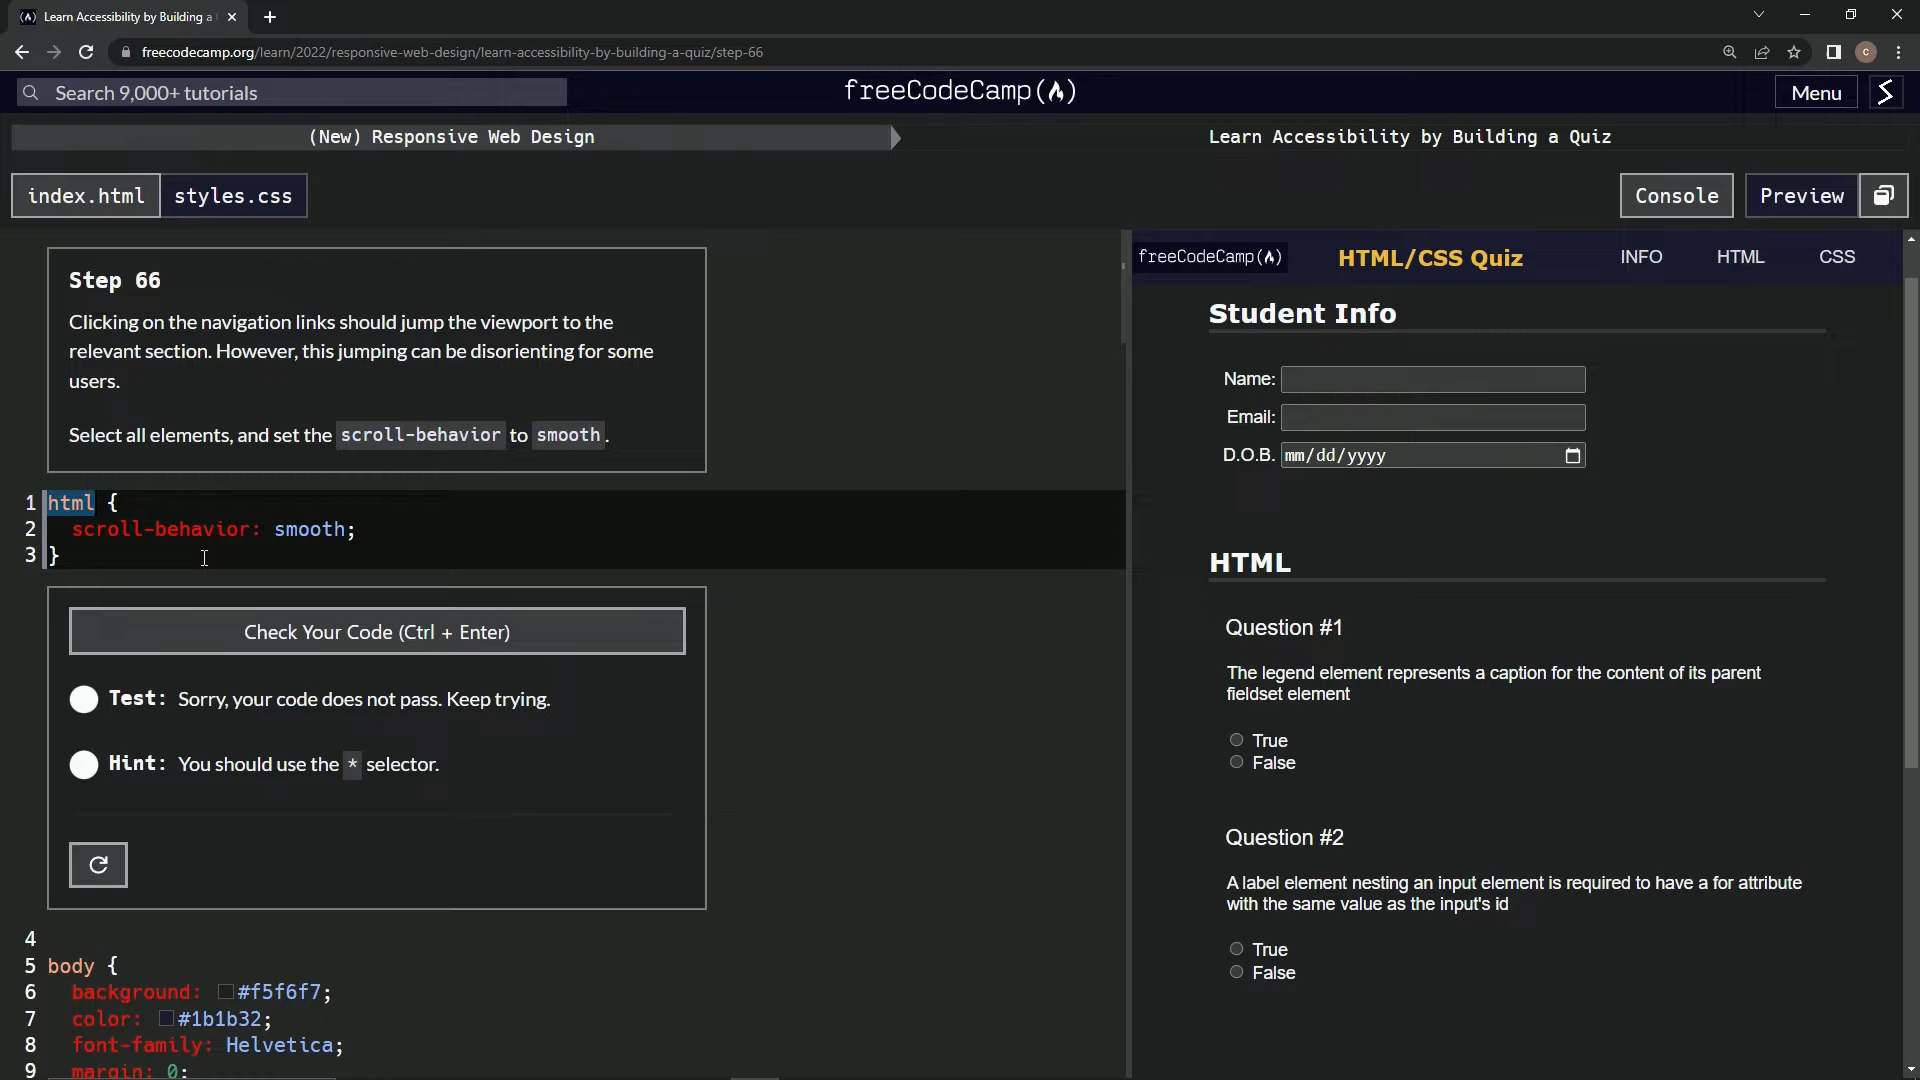 Learn Accessibility by Building a
freecodecamp.org/learn/2022/responsive-web-design/learn-accessibility-by-building-a-quiz/step-66
c
Search 9,000+ tutorials
freeCodeCamp
Menu
(New) Responsive Web Design
Learn Accessibility by Building a Quiz
index.html
styles.css
Console
Preview
Step 66
Clicking on the navigation links should jump the viewport to the
relevant section. However, this jumping can be disorienting for some
users.
Select all elements, and set the scroll-behavior to smooth.
1 html {
2 scroll-behavior: smooth;
3 }
Check Your Code (Ctrl + Enter)
Test: Sorry, your code does not pass. Keep trying.
Hint: You should use the * selector.
4
5 body {
6 background: #f5f6f7;
7 color: #1b1b32;
8 font-family: Helvetica;
9 margin: 0;
freeCodeCamp
HTML/CSS Quiz
INFO
HTML
CSS
Student Info
Name:
Email:
D.O.B. mm/dd/yyyy
HTML
Question #1
The legend element represents a caption for the content of its parent
fieldset element
True
False
Question #2
A label element nesting an input element is required to have a for attribute
with the same value as the input's id
True
False